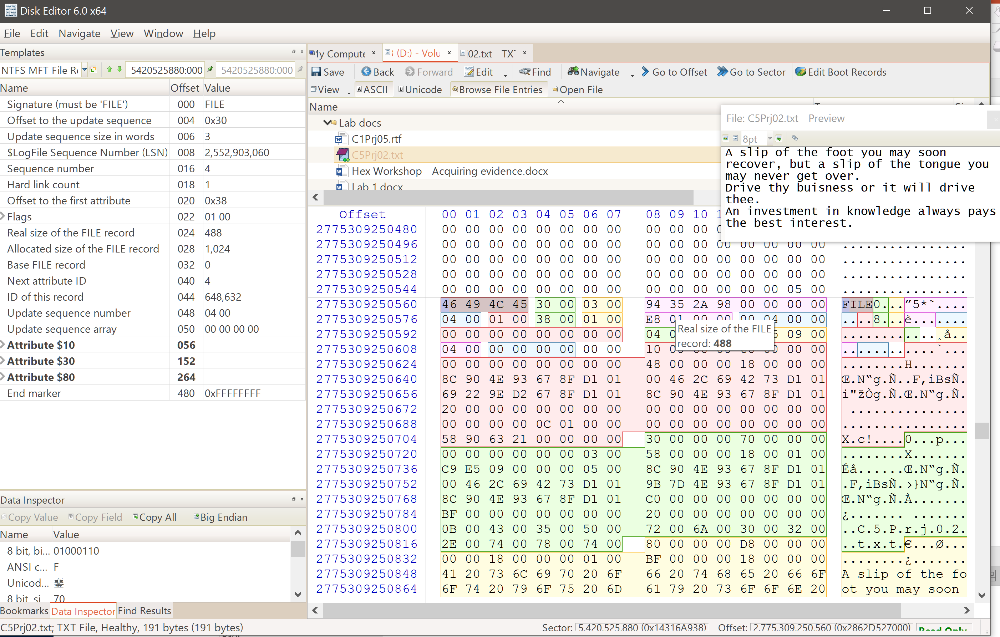 Disk Editor 6.0 x64
File Edit Navigate View Window Help
Templates
NTFS MFT File Re 5420525880:000 5420525880:000
Name Offset Value
Signature (must be 'FILE') 000 FILE
Offset to the update sequence 004 0x30
Update sequence size in words 006 3
$LogFile Sequence Number (LSN) 008 2,552,903,060
Sequence number 016 4
Hard link count 018 1
Offset to the first attribute 020 0x38
Flags 022 01 00
Real size of the FILE record 024 488
Allocated size of the FILE record 028 1,024
Base FILE record 032 0
Next attribute ID 040 4
ID of this record 044 648,632
Update sequence number 048 04 00
Update sequence array 050 00 00 00 00
Attribute $10 056
Attribute $30 152
Attribute $80 264
End marker 480 0xFFFFFFFF
Data Inspector
Copy Value Copy Field Copy All Big Endian
Name Value
8 bit, bi... 01000110
ANSI c... F
Unicod...
8 bit, si 70
Bookmarks Data Inspector Find Results
C5Prj02.txt; TXT File, Healthy, 191 bytes (191 bytes)
My Compute (D:) - Volu 02.txt - TXT
Save Back Forward Edit Find Navigate Go to Offset Go to Sector Edit Boot Records
View ASCII Unicode Browse File Entries Open File
Name
Lab docs
C1Prj05.rtf
C5Prj02.txt
Hex Workshop - Acquiring evidence.docx
Lab 1.docx
File: C5Prj02.txt - Preview
8pt
A slip of the foot you may soon
recover, but a slip of the tongue you
may never get over.
Drive thy buisness or it will drive
thee.
An investment in knowledge always pays
the best interest.
Offset 00 01 02 03 04 05 06 07 08 09 10
2775309250480 00 00 00 00 00 00 00 00 00 00 00
2775309250496 00 00 00 00 00 00 00 00 00 00 00 00 00 00 00 00 ................
2775309250512 00 00 00 00 00 00 00 00 00 00 00 00 00 00 00 00 ................
2775309250528 00 00 00 00 00 00 00 00 00 00 00 00 00 00 00 00 ................
2775309250544 00 00 00 00 00 00 00 00 00 00 00 00 00 00 05 00 ................
2775309250560 46 49 4C 45 30 00 03 00 94 35 2A 98 00 00 00 00 FILE0...”5*˜....
2775309250576 04 00 01 00 38 00 01 00 E8 01 00 00 00 04 00 00 ....8...è.......
2775309250592 00 00 00 00 00 00 00 00 04 09 00 ............¸å..
2775309250608 04 00 00 00 00 00 00 00 10 00 00 ............`...
Real size of the FILE
record: 488
2775309250624 00 00 00 00 00 00 00 00 48 00 00 00 18 00 00 00 ........H.......
2775309250640 8C 90 4E 93 67 8F D1 01 00 46 2C 69 42 73 D1 01 Œ.N“g.Ñ..F,iBsÑ.
2775309250656 69 22 9E D2 67 8F D1 01 8C 90 4E 93 67 8F D1 01 i"žÒg.Ñ.Œ.N“g.Ñ.
2775309250672 20 00 00 00 00 00 00 00 00 00 00 00 00 00 00 00  ...............
2775309250688 00 00 00 00 0C 01 00 00 00 00 00 00 00 00 00 00 ................
2775309250704 58 90 63 21 00 00 00 00 30 00 00 00 70 00 00 00 X.c!....0...p...
2775309250720 00 00 00 00 00 00 03 00 58 00 00 00 18 00 01 00 ........X.......
2775309250736 C9 E5 09 00 00 00 05 00 8C 90 4E 93 67 8F D1 01 Éå......Œ.N“g.Ñ.
2775309250752 00 46 2C 69 42 73 D1 01 9B 7D 4E 93 67 8F D1 01 .F,iBsÑ.›}N“g.Ñ.
2775309250768 8C 90 4E 93 67 8F D1 01 C0 00 00 00 00 00 00 00 Œ.N“g.Ñ.À.......
2775309250784 BF 00 00 00 00 00 00 00 20 00 00 00 00 00 00 00 ¿....... .......
2775309250800 0B 00 43 00 35 00 50 00 72 00 6A 00 30 00 32 00 ..C.5.P.r.j.0.2.
2775309250816 2E 00 74 00 78 00 74 00 80 00 00 00 D8 00 00 00 ..t.x.t.€...Ø...
2775309250832 00 00 18 00 00 00 01 00 BF 00 00 00 18 00 00 00 ........¿.......
2775309250848 41 20 73 6C 69 70 20 6F 66 20 74 68 65 20 66 6F A slip of the fo
2775309250864 6F 74 20 79 6F 75 20 6D 61 79 20 73 6F 6F 6E 20 ot you may soon
Sector: 5,420,525,880 (0x14316A938) Offset: 2,775,309,250,560 (0x2862D527000) Read Only